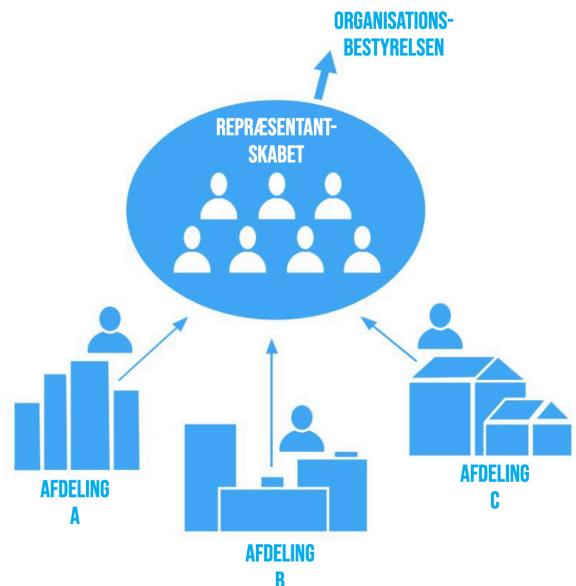 ORGANISATIONS-
BESTYRELSEN
REPRÆSENTANT-
SKABET
AFDELING
A
AFDELING
B
AFDELING
C